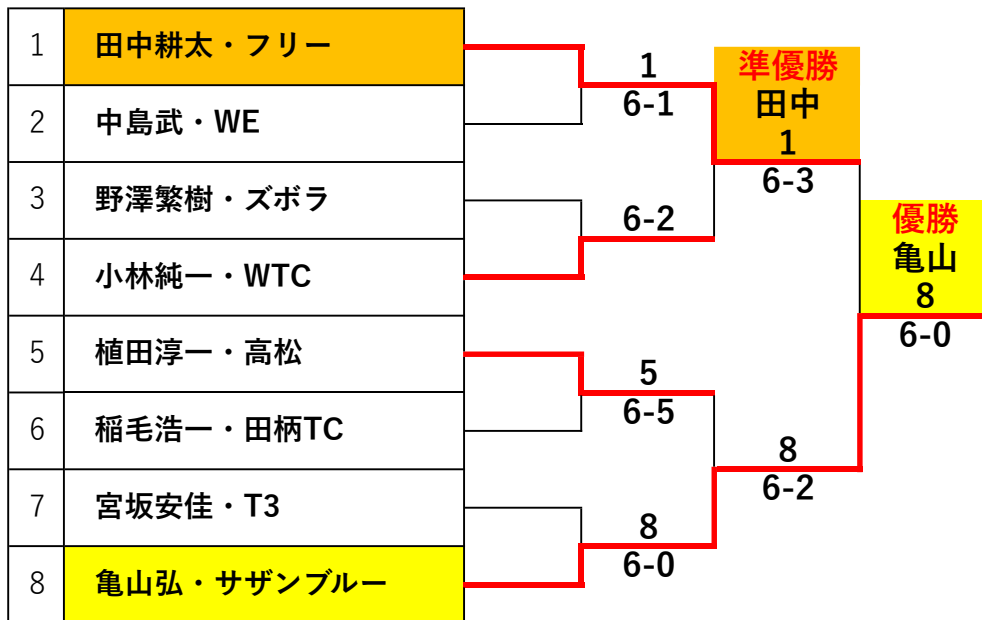 1 田中耕太・フリー
2 中島武・WE
3 野澤繁樹・ズボラ
4 小林純一・WTC
5 植田淳一・高松
6 稲毛浩一・田柄TC
7 宮坂安佳・T3
8 亀山弘・サザンブルー
1
6-1
6-2
5
6-5
8
6-0
準優勝
田中
1
6-3
8
6-2
優勝
亀山
8
6-0